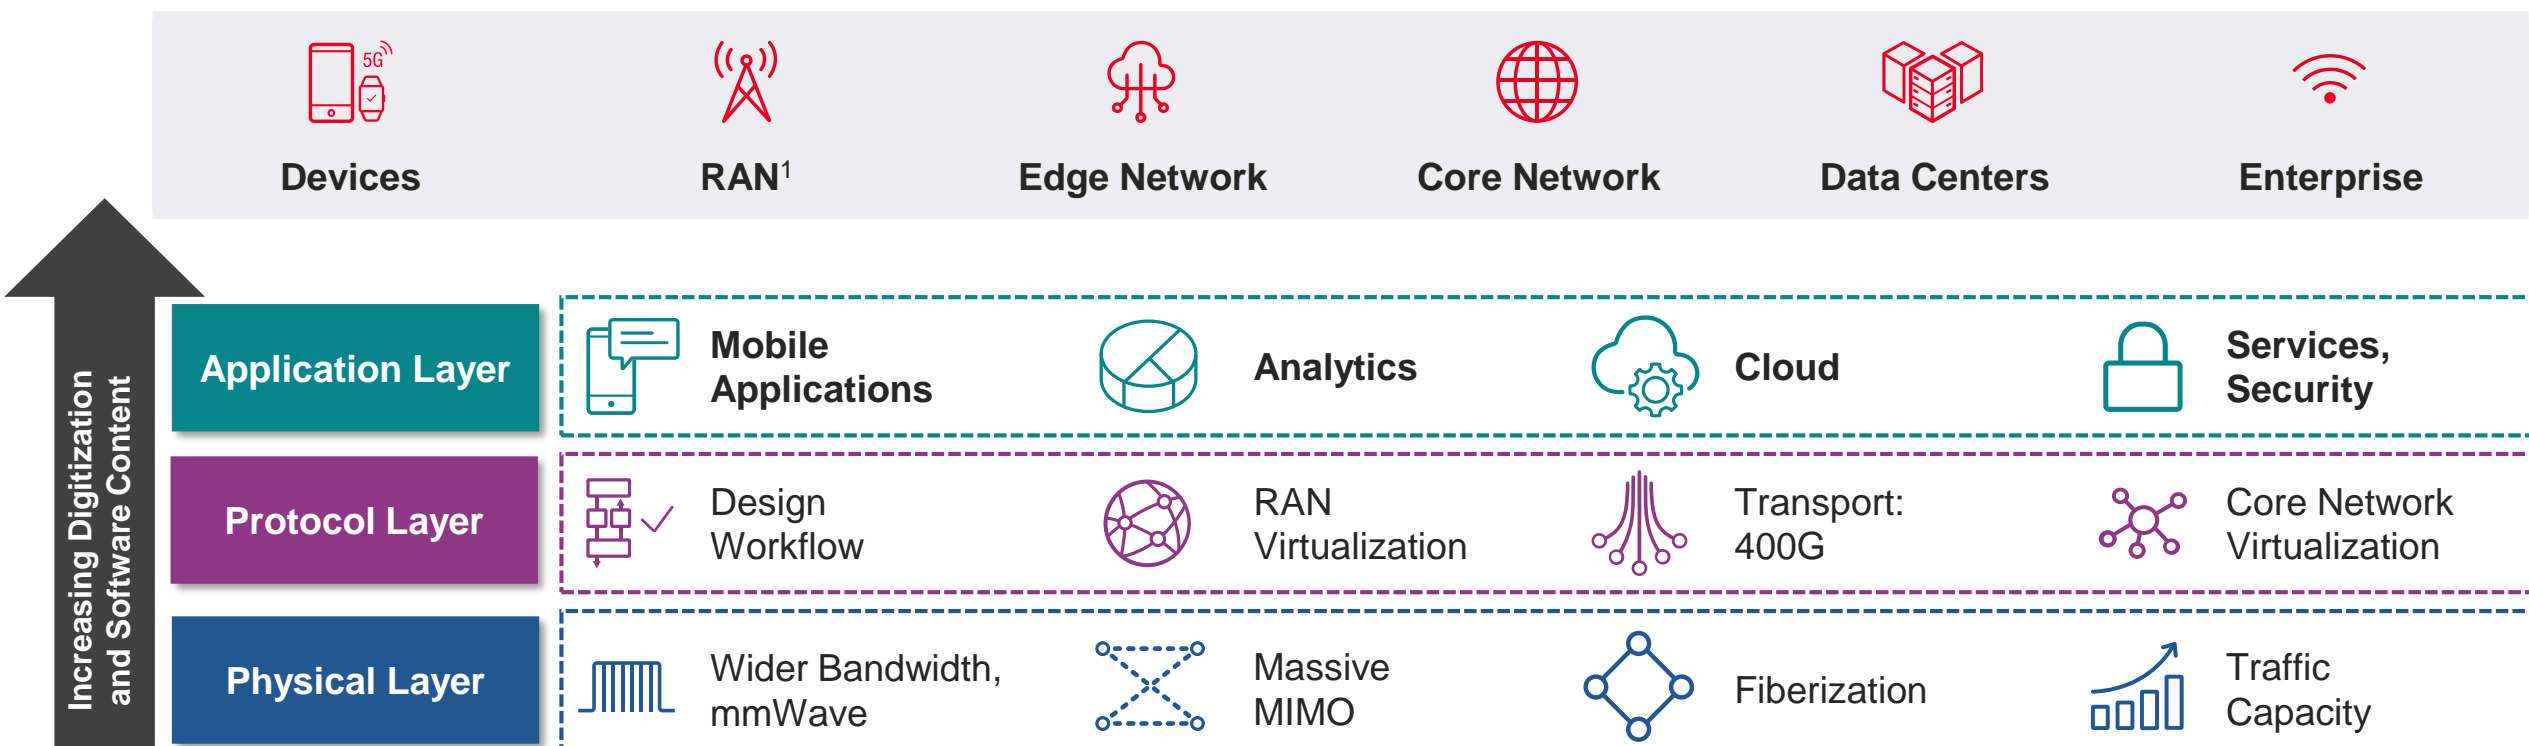 5G
Devices
RAN1
Edge Network
Core Network
Data Centers
Enterprise
Increasing Digitization
and Software Content
Application Layer
Mobile
Applications
Analytics
Cloud
Services,
Security
Protocol Layer
Design
Workflow
RAN
Virtualization
Transport:
400G
Core Network
Virtualization
Physical Layer
Wider Bandwidth,
mmWave
Massive
MIMO
Fiberization
Traffic
Capacity